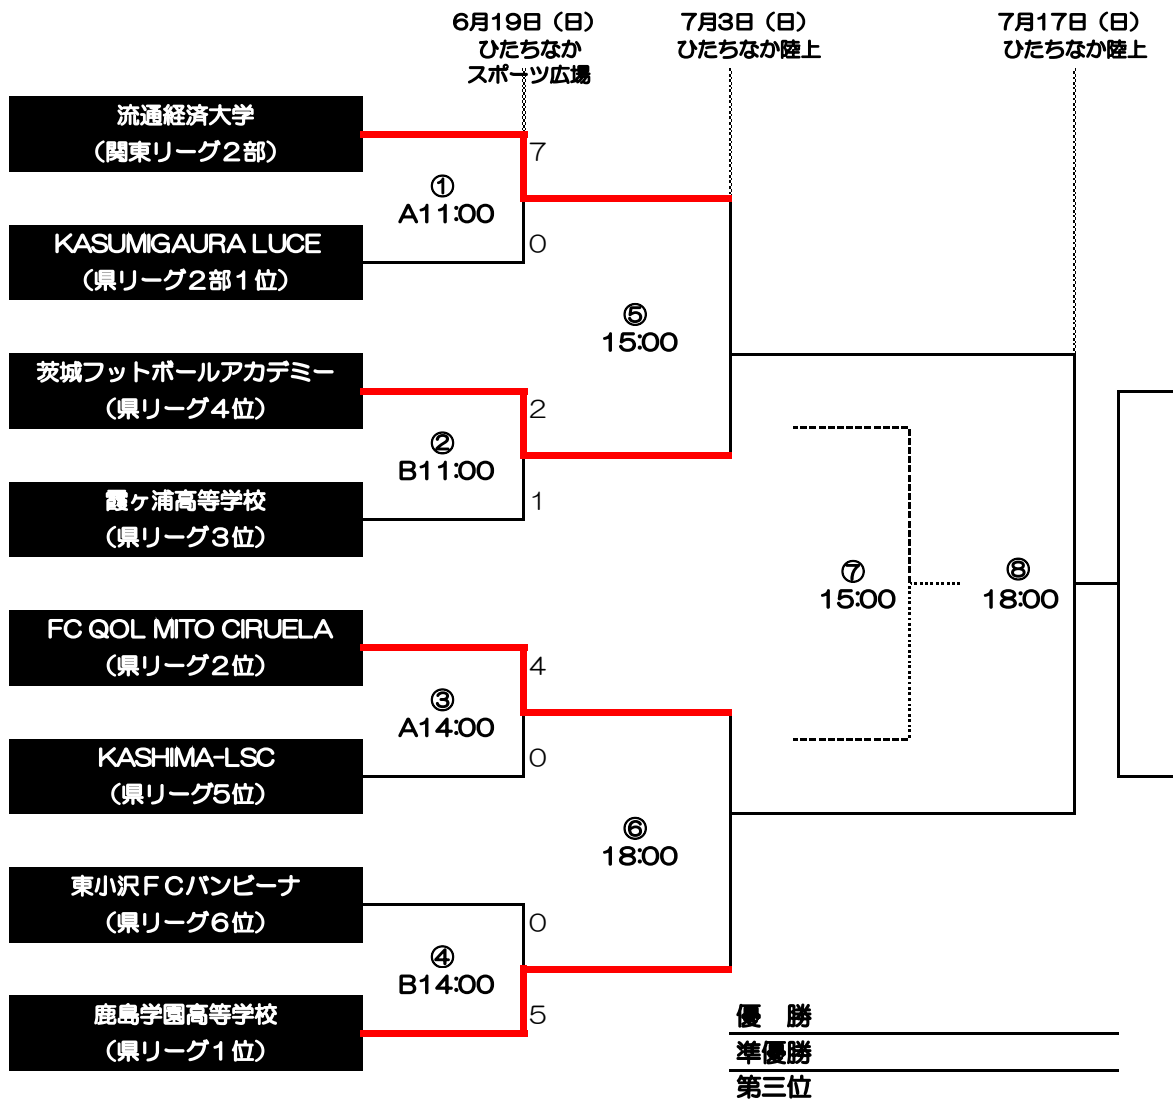 6月19日（日）
ひたちなか
スポーツ広場
7月3日（日）
ひたちなか陸上
7月17日（日）
ひたちなか陸上
流通経済大学
（関東リーグ２部）
7
①
A11:00
KASUMIGAURA LUCE
（県リーグ２部１位）
0
⑤
15:00
茨城フットボールアカデミー
（県リーグ４位）
2
②
B11:00
霞ヶ浦高等学校
（県リーグ３位）
1
⑦
15:00
⑧
18:00
FC QOL MITO CIRUELA
（県リーグ２位）
4
③
A14:00
KASHIMA-LSC
（県リーグ5位）
0
⑥
18:00
東小沢ＦＣバンビーナ
（県リーグ６位）
0
④
B14:00
鹿島学園高等学校
（県リーグ１位）
5
優　勝
準優勝
第三位